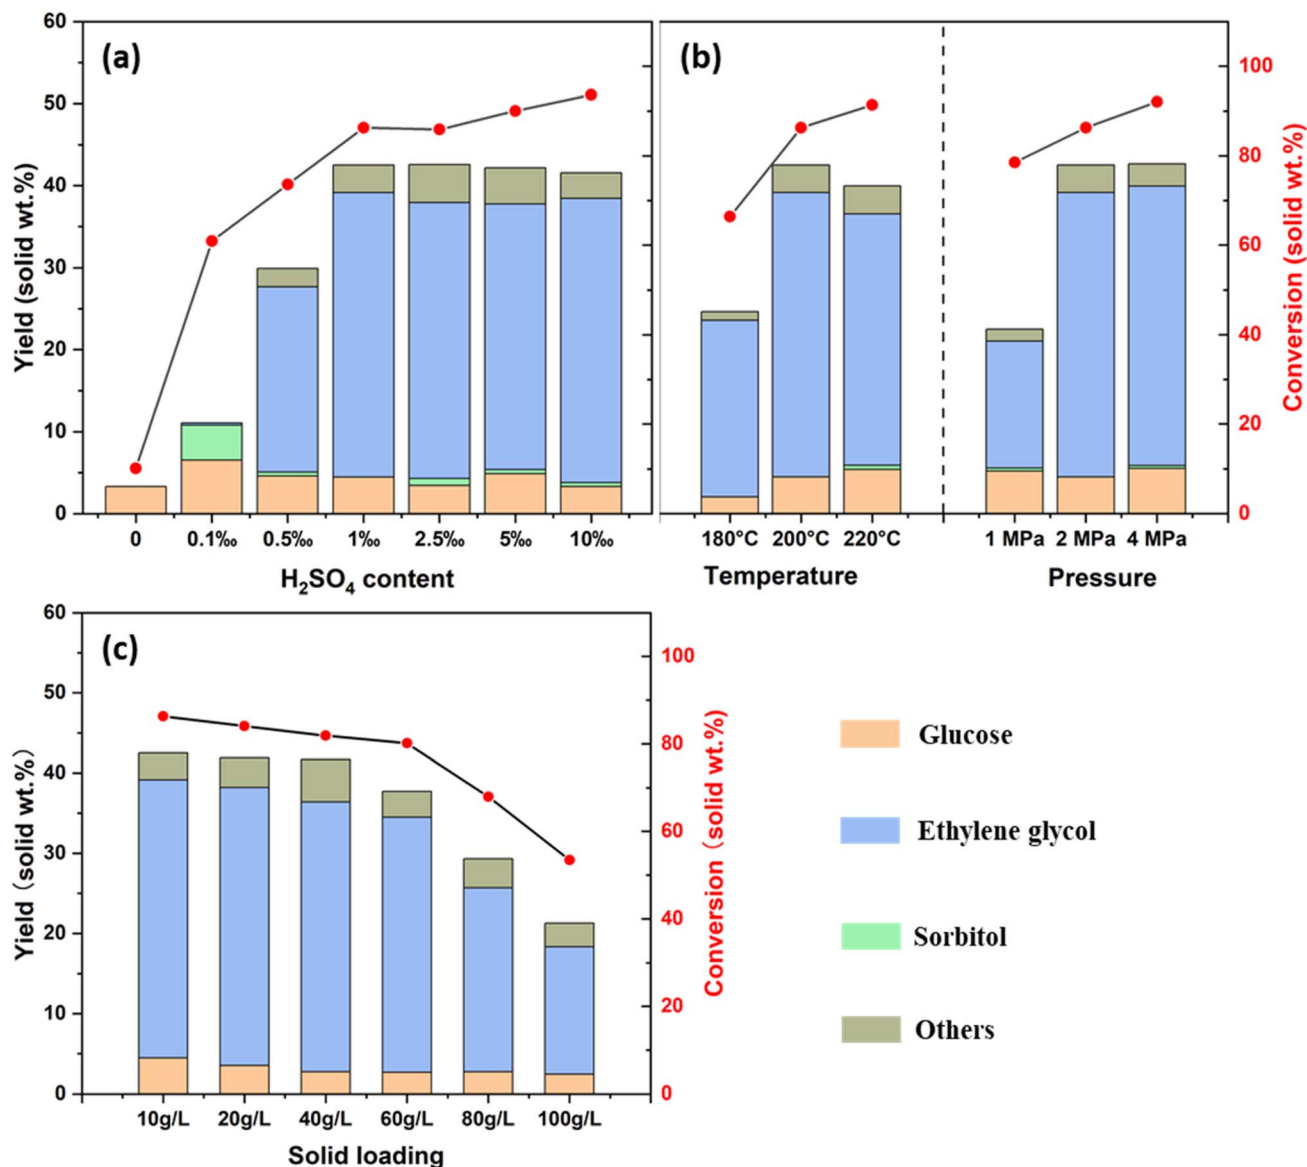 (a)
Yield (solid wt.%)
60
50
40
30
20
10
0
0 0.1‰ 0.5‰ 1‰ 2.5‰ 5‰ 10‰
H₂SO₄ content
(b)
180°C 200°C 220°C 1 MPa 2 MPa 4 MPa
Temperature Pressure
100
80
60
40
20
0
Conversion (solid wt.%)
(c)
Yield（solid wt.%）
60
50
40
30
20
10
0
10g/L 20g/L 40g/L 60g/L 80g/L 100g/L
Solid loading
100
80
60
40
20
0
Conversion（solid wt.%)
Glucose
Ethylene glycol
Sorbitol
Others